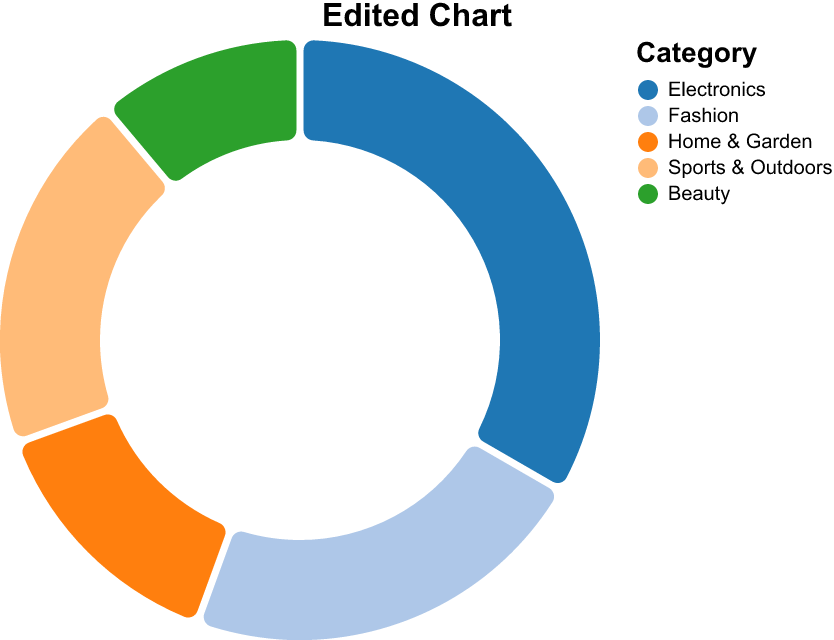 Edited Chart
Category
Electronics
Fashion
Home & Garden
Sports & Outdoors
Beauty